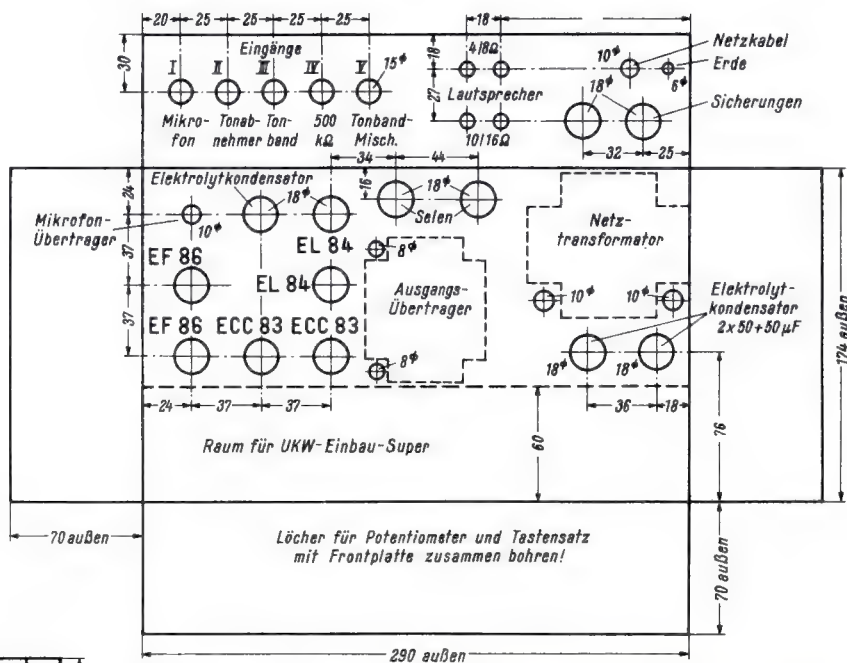 20 25 25 25 25
18
Eingänge
I II III IV V
15⌀
30
Mikro-
fon
Tonab-
nehmer
Ton-
band
500
kΩ
Tonband-
Misch.
4/8Ω
18
27
Lautsprecher
10/16Ω
10⌀
Netzkabel
Erde
6⌀
18⌀
Sicherungen
32 25
34 44
16
24
Elektrolytkondensator
18⌀
18⌀
Selen
Mikrofon-
Übertrager
10⌀
37
EF 86
EL 84
EL 84
8⌀
Ausgangs-
Übertrager
Netz-
transformator
10⌀
10⌀
Elektrolyt-
kondensator
2x50+50µF
37
EF 86 ECC 83 ECC 83
8⌀
18⌀
18⌀
24 37 37
36 18
174 außen
Raum für UKW-Einbau-Super
60
76
70 außen
Löcher für Potentiometer und Tastensatz
mit Frontplatte zusammen bohren!
70 außen
290 außen